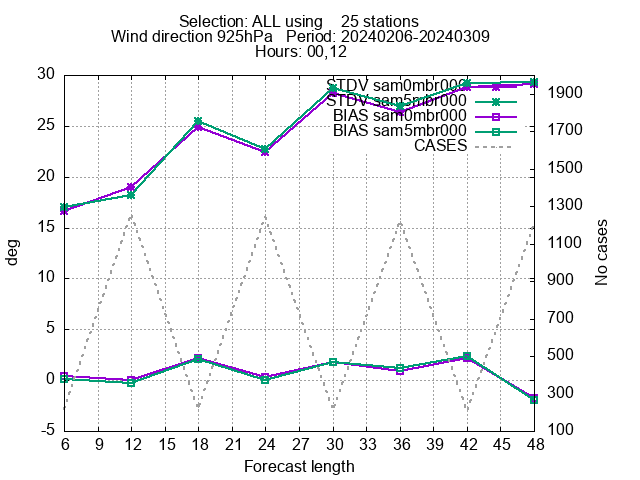 Selection: ALL using    25 stations
Wind direction 925hPa   Period: 20240206-20240309
Hours: 00,12
STDV sam0mbr000
STDV sam5mbr000
BIAS sam0mbr000
BIAS sam5mbr000
CASES
deg
30
25
20
15
10
5
0
-5
No cases
1900
1700
1500
1300
1100
900
700
500
300
100
6 9 12 15 18 21 24 27 30 33 36 39 42 45 48
Forecast length